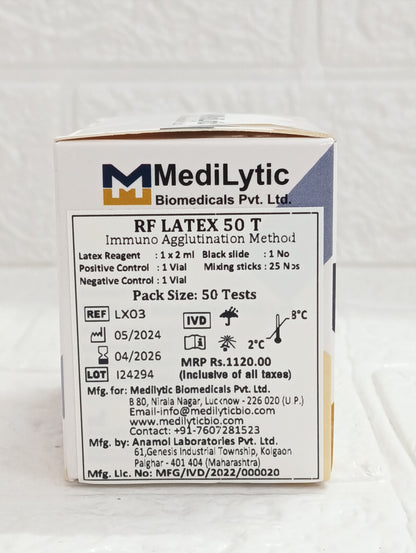 MediLytic
Biomedicals Pvt. Ltd.
RF LATEX 50 T
Immuno Agglutination Method
Latex Reagent : 1 x 2 ml Black slide : 1 No
Positive Control : 1 Vial Mixing sticks : 25 Nos
Negative Control : 1 Vial
Pack Size: 50 Tests
REF LX03 IVD 8°C
05/2024
04/2026 2°C
MRP Rs.1120.00
LOT I24294 (Inclusive of all taxes)
Mfg. for: Medilytic Biomedicals Pvt. Ltd.
B 80, Nirala Nagar, Lucknow - 226 020 (U P.)
Email-info@medilyticbio.com
www.medilyticbio.com
Contact: +91-7607281523
Mfg. by: Anamol Laboratories Pvt. Ltd.
61,Genesis Industrial Township, Kolgaon
Palghar - 401 404 (Maharashtra)
Mfg. Lic. No: MFG/IVD/2022/000020